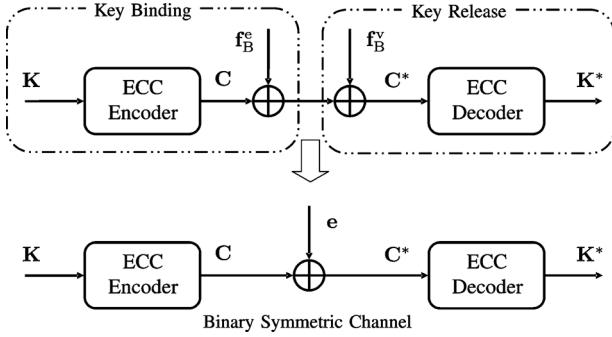 Key Binding
Key Release
f_B^e
f_B^v
K
ECC
Encoder
C
C*
ECC
Decoder
K*
e
K
ECC
Encoder
C
C*
ECC
Decoder
K*
Binary Symmetric Channel